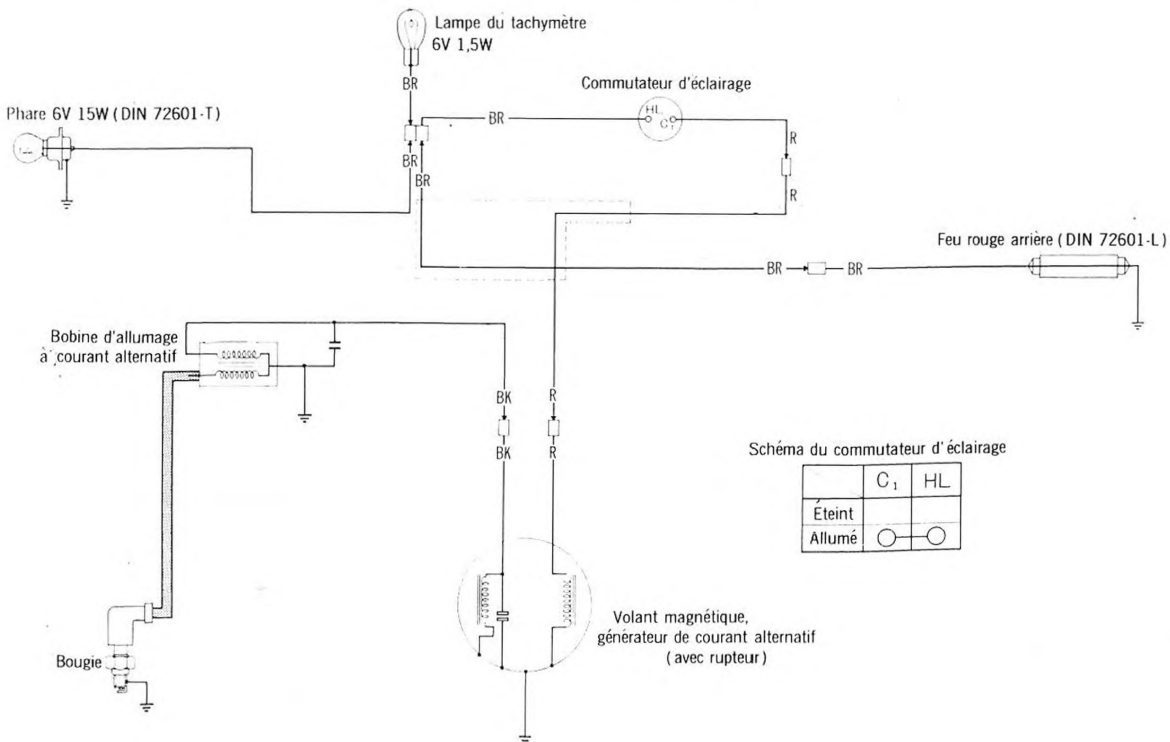 Lampe du tachymètre
6V 1,5W
BR
Commutateur d'éclairage
Phare 6V 15W (DIN 72601-T)
HL
C1
BR
R
BR
BR
R
Feu rouge arrière (DIN 72601-L)
BR
BR
Bobine d'allumage
à courant alternatif
BK
R
BK
R
Schéma du commutateur d'éclairage
C₁ HL
Éteint
Allumé
Volant magnétique,
générateur de courant alternatif
(avec rupteur)
Bougie